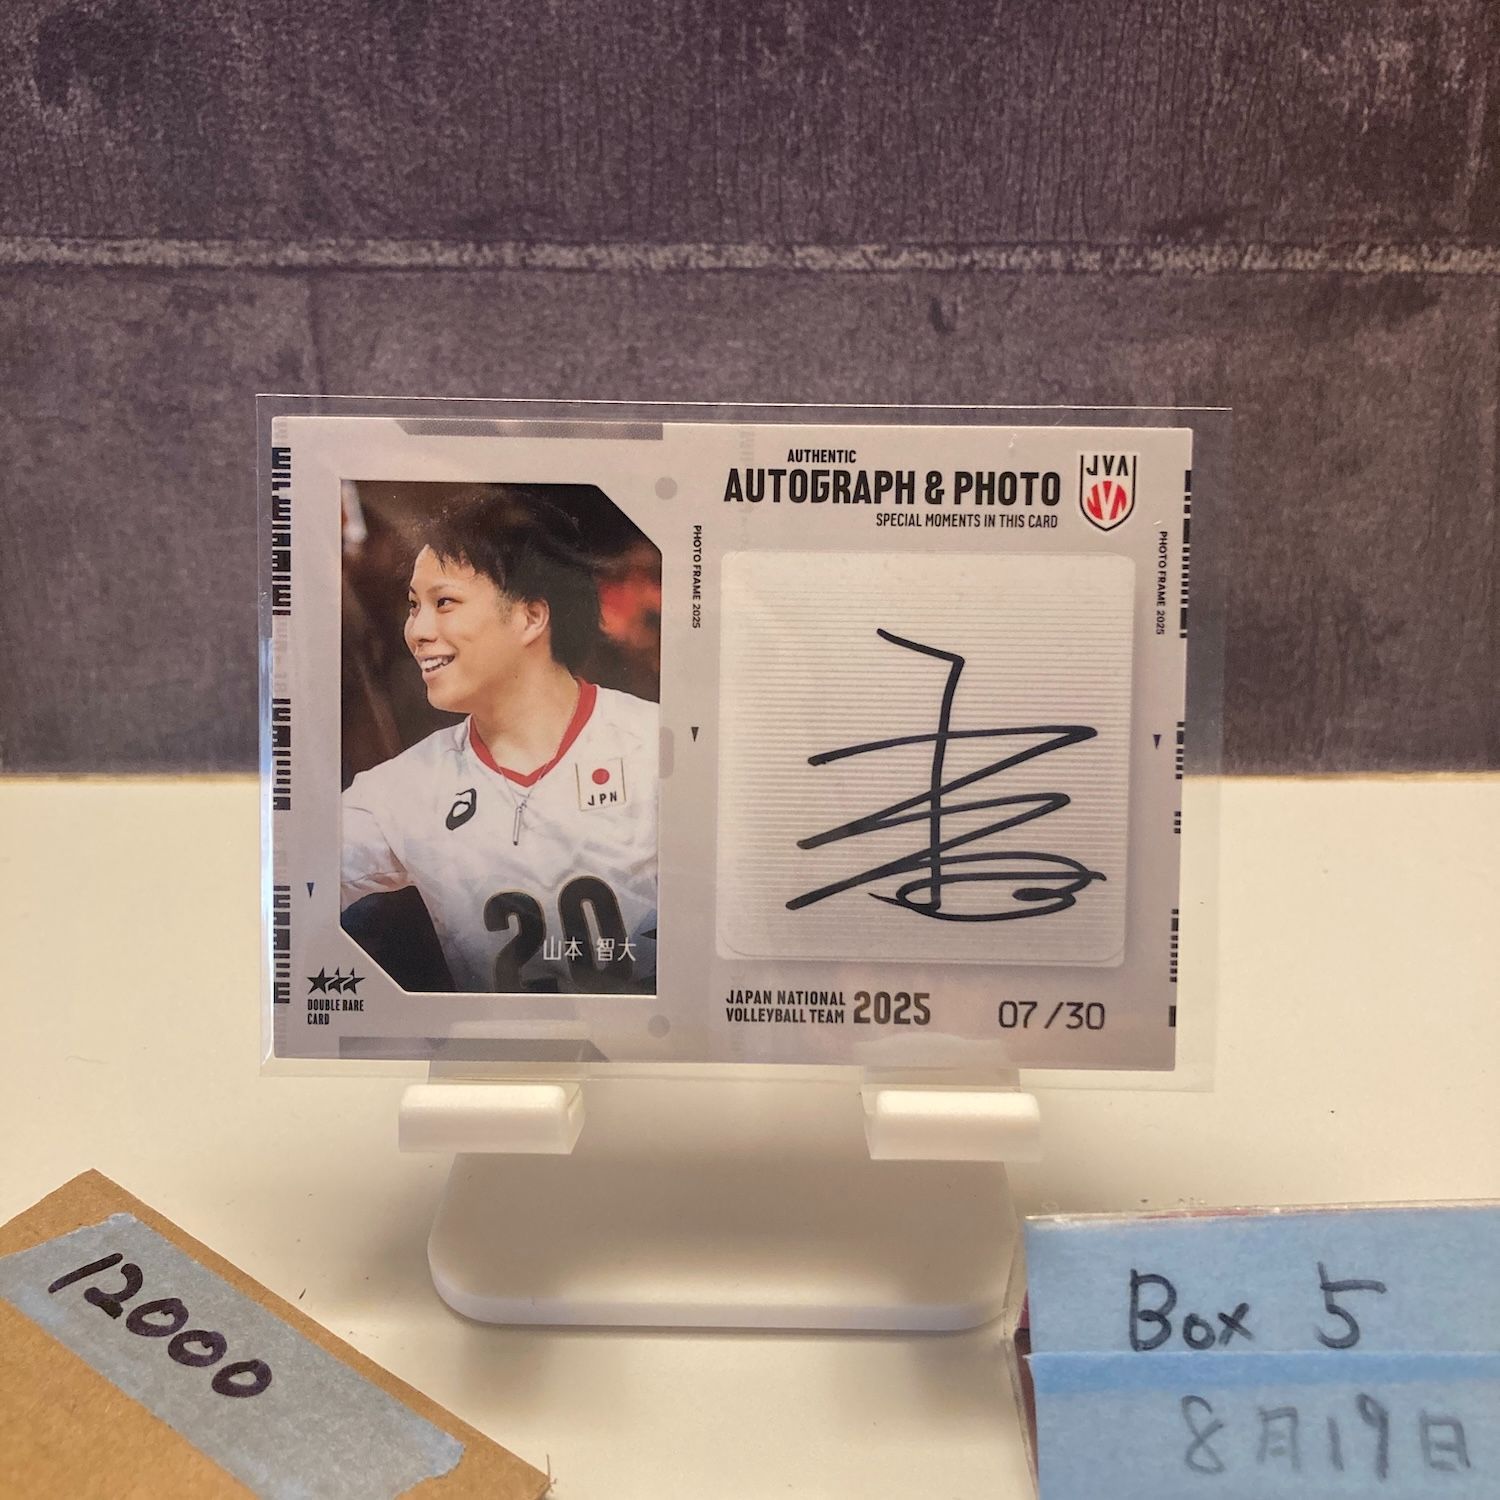 AUTHENTIC
AUTOGRAPH & PHOTO
SPECIAL MOMENTS IN THIS CARD
JVA
PHOTO FRAME 2025
PHOTO FRAME 2025
JPN
20
山本 智大
DOUBLE RARE
CARD
JAPAN NATIONAL
VOLLEYBALL TEAM 2025
07/30
12000
Box 5
8月19日